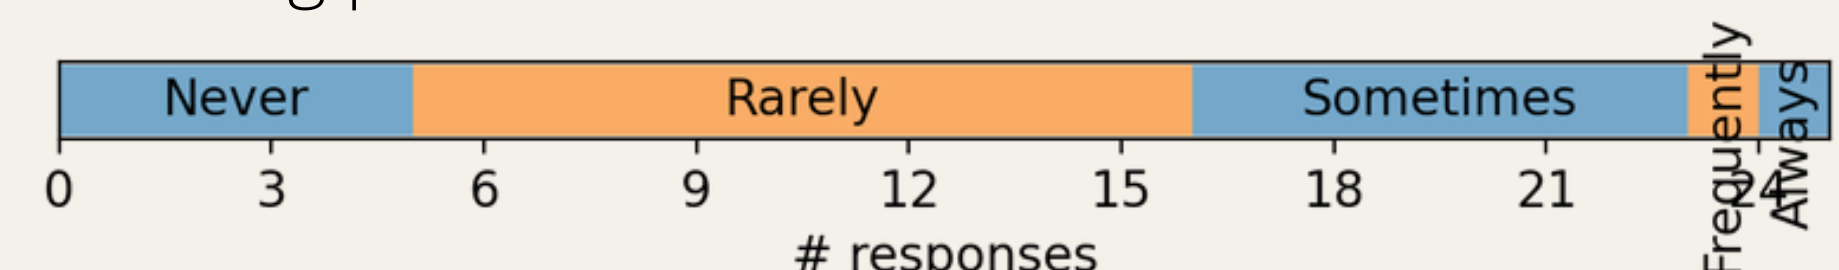 Never Rarely Sometimes Frequently Always
0 3 6 9 12 15 18 21 24
# responses